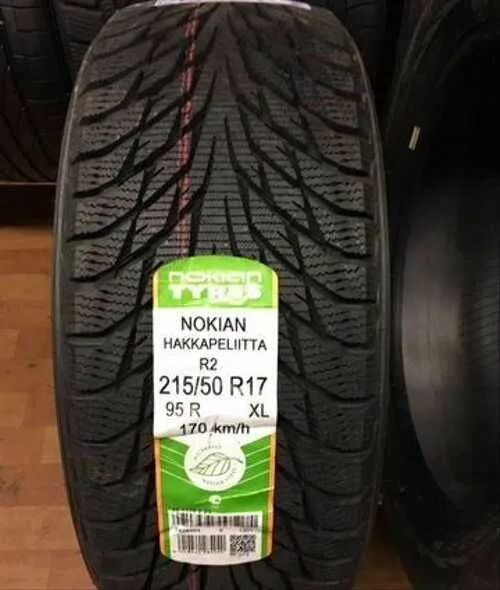 nokian
TYRES
NOKIAN
HAKKAPELIITTA
R2
215/50 R17
95 R XL
170 km/h